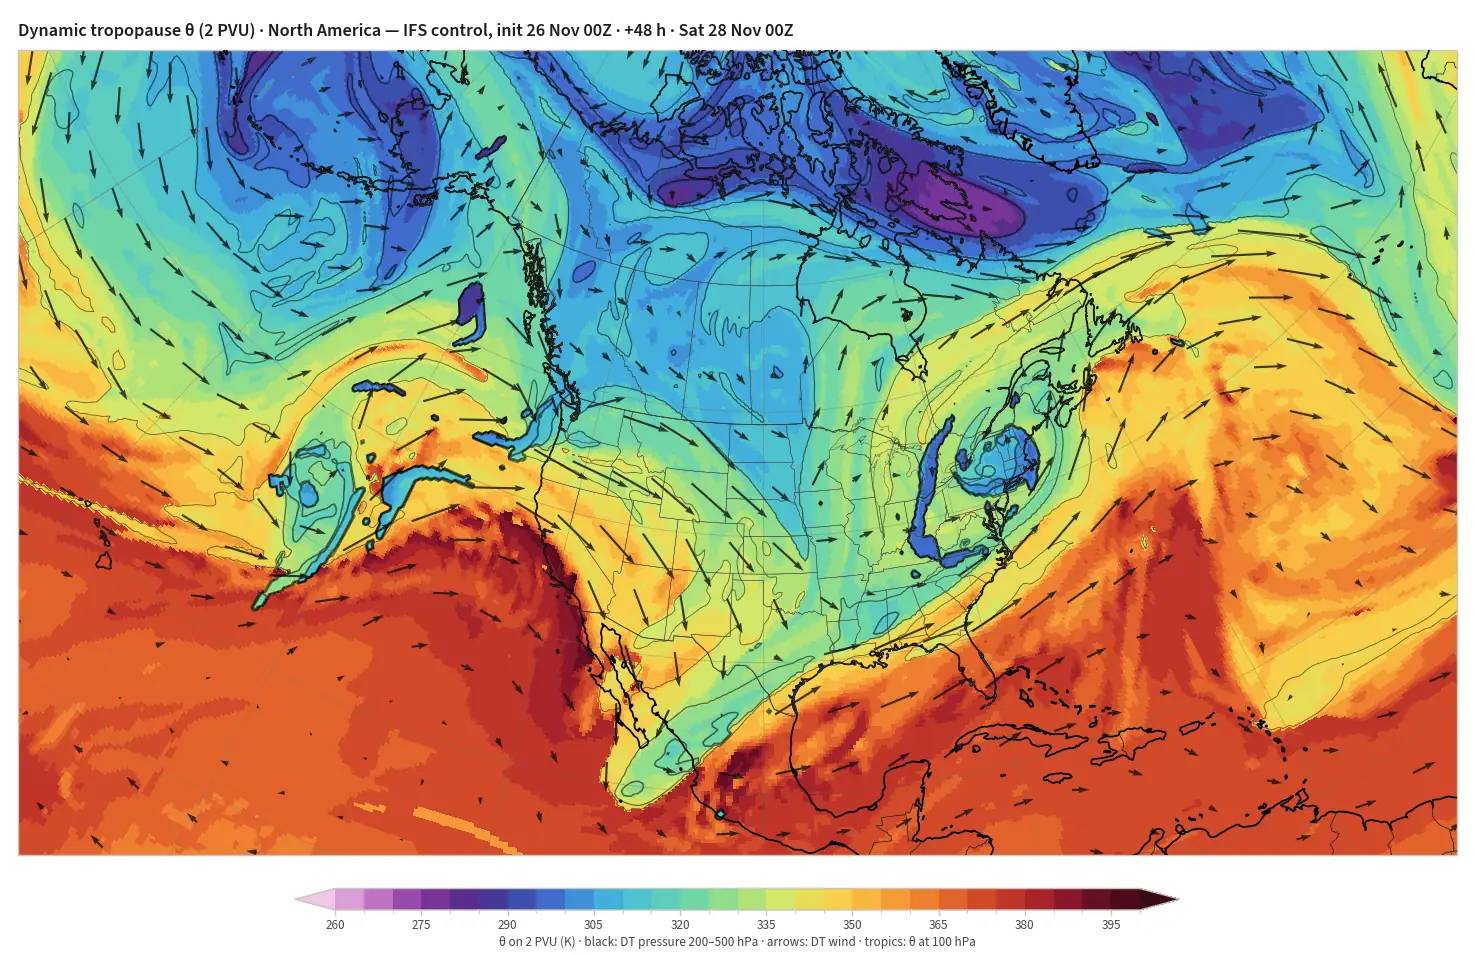 Dynamic tropopause θ (2 PVU) · North America — IFS control, init 26 Nov 00Z · +48 h · Sat 28 Nov 00Z
260 275 290 305 320 335 350 365 380 395
θ on 2 PVU (K) · black: DT pressure 200–500 hPa · arrows: DT wind · tropics: θ at 100 hPa